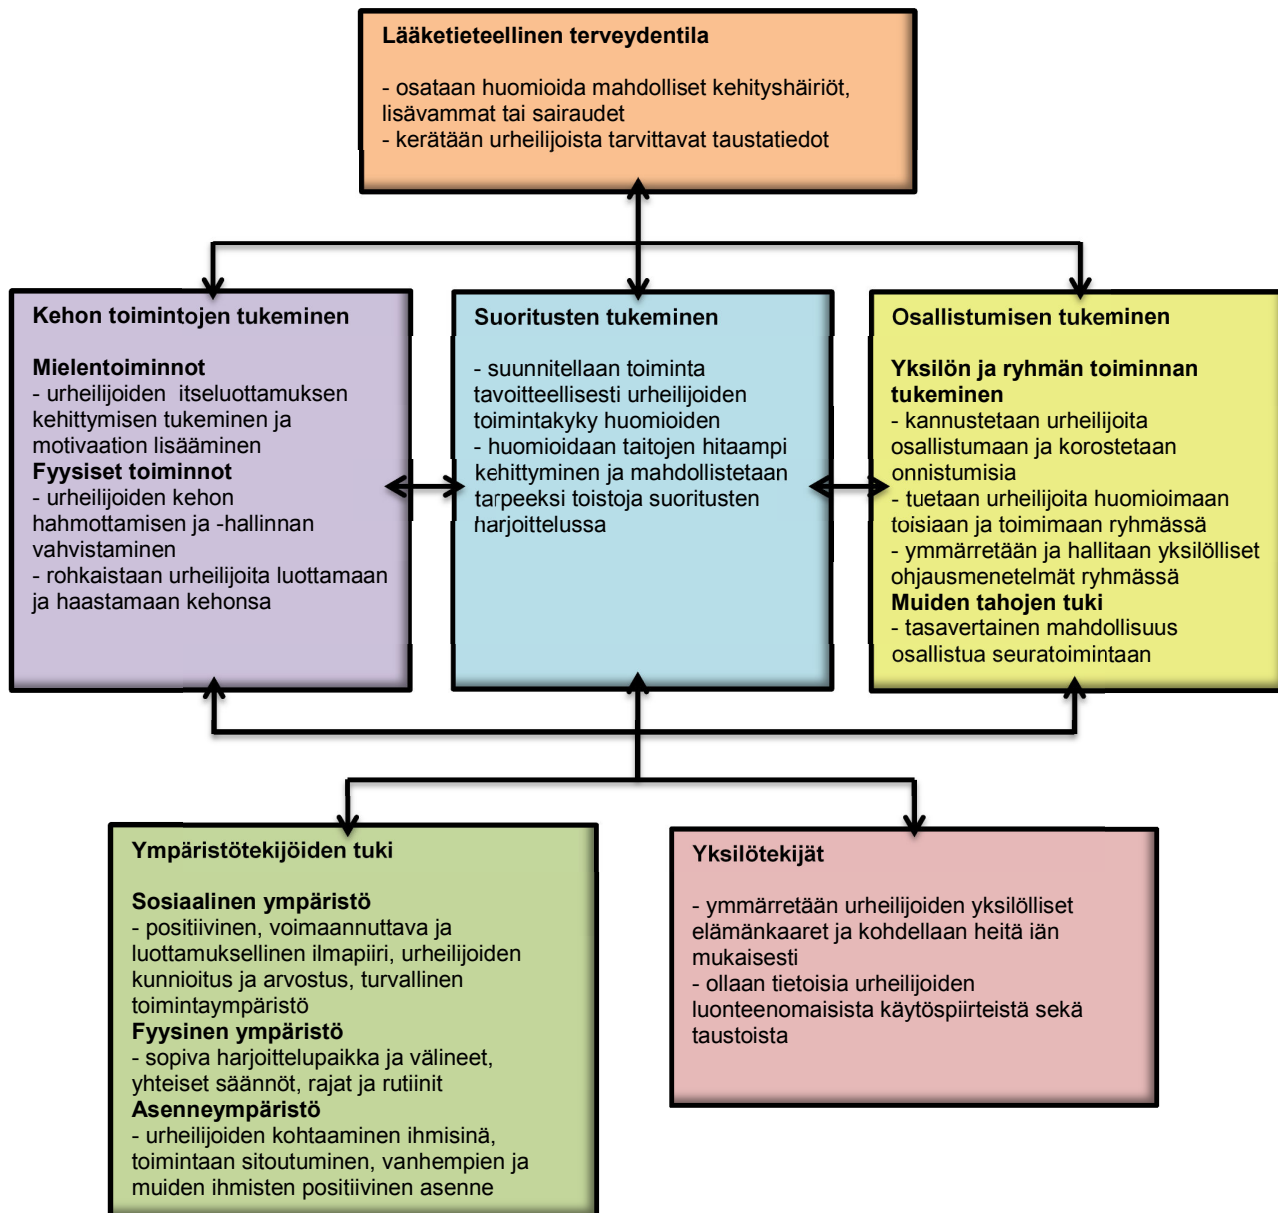 Lääketieteellinen terveydentila
- osataan huomioida mahdolliset kehityshäiriöt,
lisävammat tai sairaudet
- kerätään urheilijoista tarvittavat taustatiedot
Kehon toimintojen tukeminen
Mielentoiminnot
- urheilijoiden itseluottamuksen
kehittymisen tukeminen ja
motivaation lisääminen
Fyysiset toiminnot
- urheilijoiden kehon
hahmottamisen ja -hallinnan
vahvistaminen
- rohkaistaan urheilijoita luottamaan
ja haastamaan kehonsa
Suoritusten tukeminen
- suunnitellaan toiminta
tavoitteellisesti urheilijoiden
toimintakyky huomioiden
- huomioidaan taitojen hitaampi
kehittyminen ja mahdollistetaan
tarpeeksi toistoja suoritusten
harjoittelussa
Osallistumisen tukeminen
Yksilön ja ryhmän toiminnan
tukeminen
- kannustetaan urheilijoita
osallistumaan ja korostetaan
onnistumisia
- tuetaan urheilijoita huomioimaan
toisiaan ja toimimaan ryhmässä
- ymmärretään ja hallitaan yksilölliset
ohjausmenetelmät ryhmässä
Muiden tahojen tuki
- tasavertainen mahdollisuus
osallistua seuratoimintaan
Ympäristötekijöiden tuki
Sosiaalinen ympäristö
- positiivinen, voimaannuttava ja
luottamuksellinen ilmapiiri, urheilijoiden
kunnioitus ja arvostus, turvallinen
toimintaympäristö
Fyysinen ympäristö
- sopiva harjoittelupaikka ja välineet,
yhteiset säännöt, rajat ja rutiinit
Asenneympäristö
- urheilijoiden kohtaaminen ihmisinä,
toimintaan sitoutuminen, vanhempien ja
muiden ihmisten positiivinen asenne
Yksilötekijät
- ymmärretään urheilijoiden yksilölliset
elämänkaaret ja kohdellaan heitä iän
mukaisesti
- ollaan tietoisia urheilijoiden
luonteenomaisista käytöspiirteistä sekä
taustoista